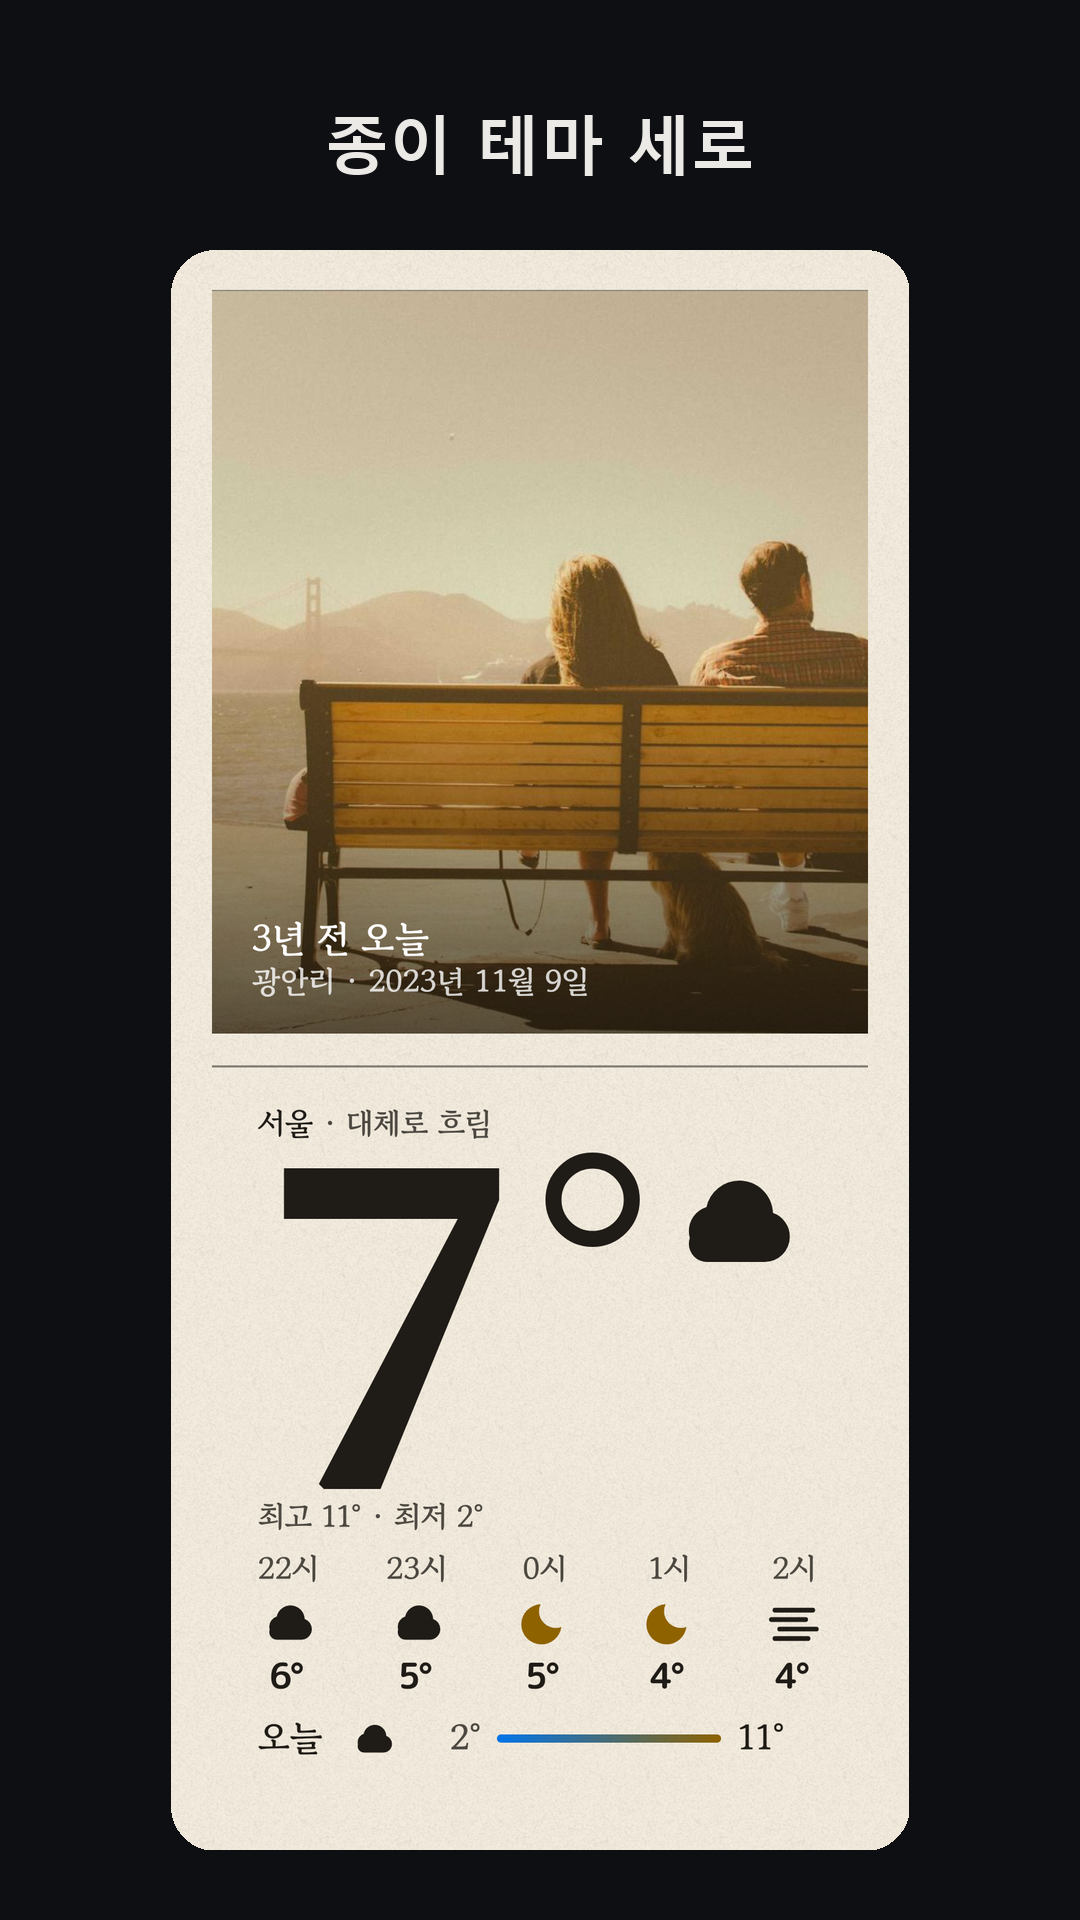 종이 테마 세로
3년 전 오늘
광안리 · 2023년 11월 9일
서울 · 대체로 흐림
7°
최고 11° · 최저 2°
22시 23시 0시 1시 2시
6° 5° 5° 4° 4°
오늘 2° 11°